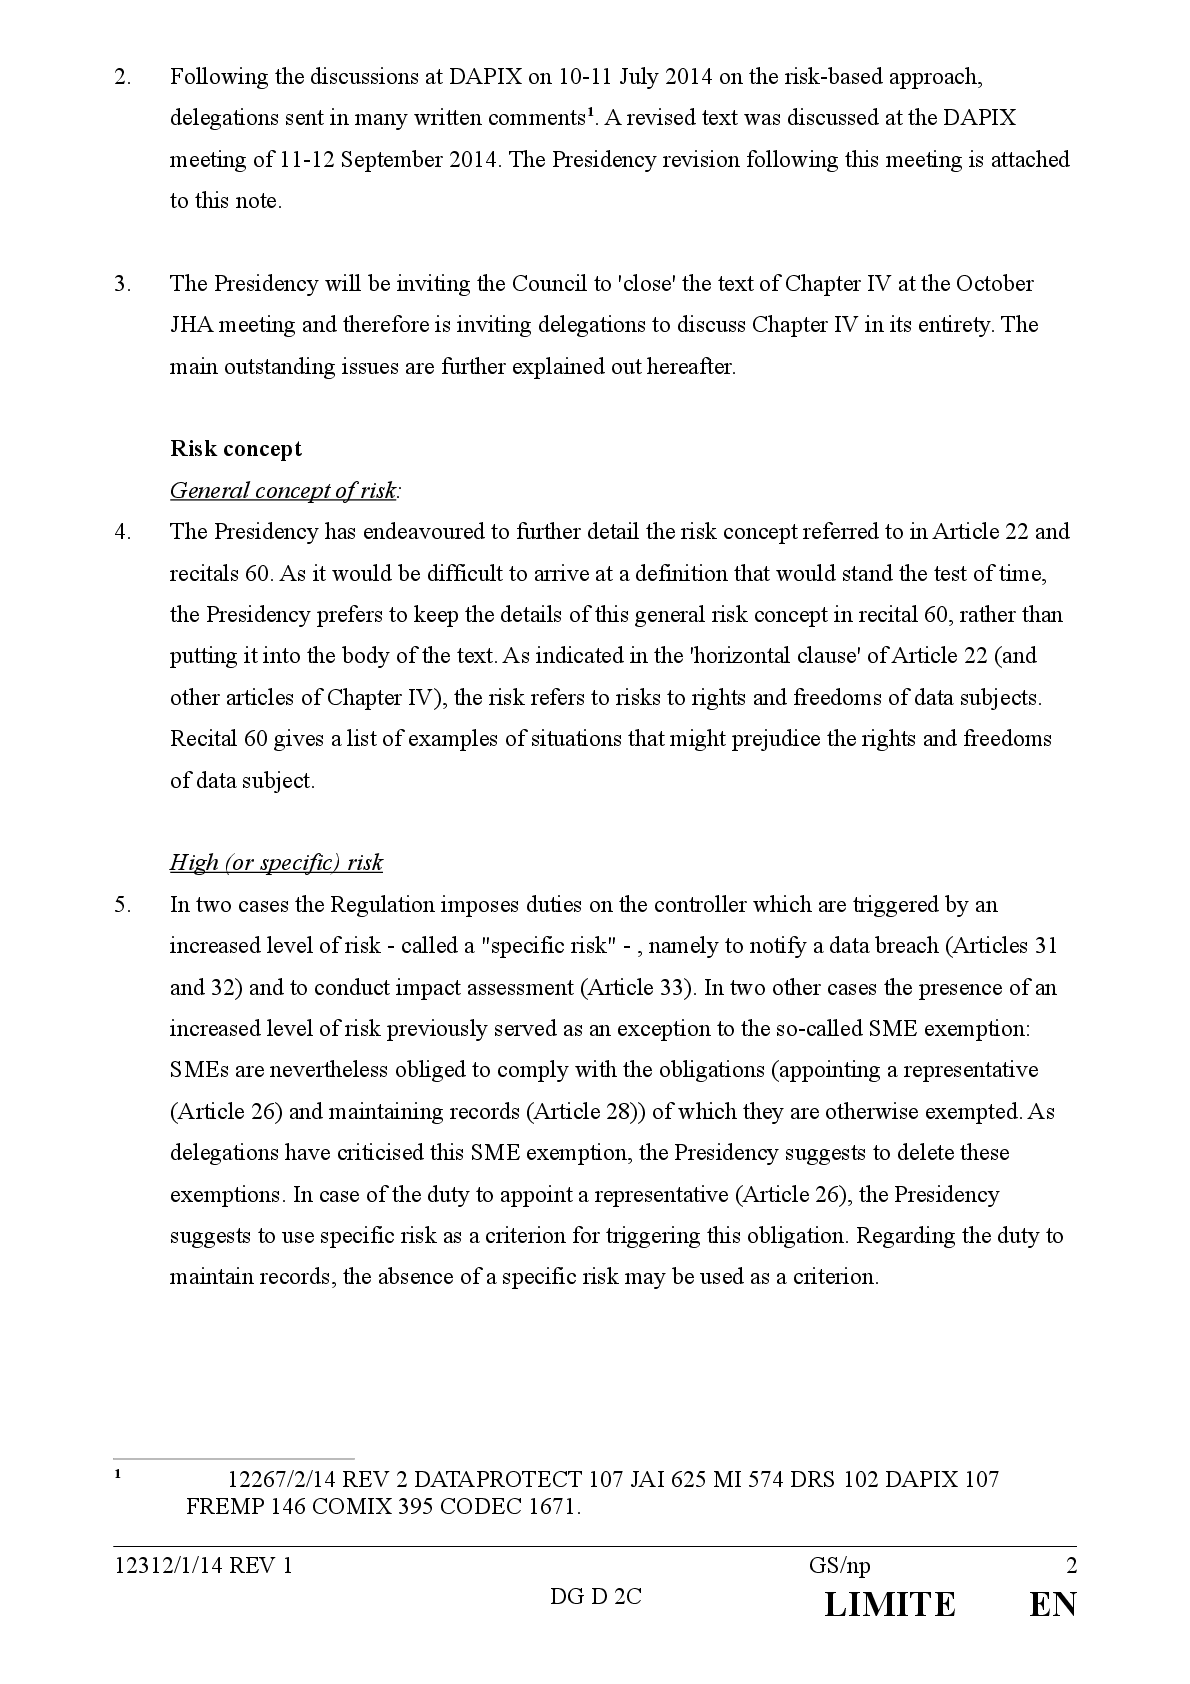 2. Following the discussions at DAPIX on 10-11 July 2014 on the risk-based approach,
delegations sent in many written comments1. A revised text was discussed at the DAPIX
meeting of 11-12 September 2014. The Presidency revision following this meeting is attached
to this note.
3. The Presidency will be inviting the Council to 'close' the text of Chapter IV at the October
JHA meeting and therefore is inviting delegations to discuss Chapter IV in its entirety. The
main outstanding issues are further explained out hereafter.
Risk concept
General concept of risk:
4. The Presidency has endeavoured to further detail the risk concept referred to in Article 22 and
recitals 60. As it would be difficult to arrive at a definition that would stand the test of time,
the Presidency prefers to keep the details of this general risk concept in recital 60, rather than
putting it into the body of the text. As indicated in the 'horizontal clause' of Article 22 (and
other articles of Chapter IV), the risk refers to risks to rights and freedoms of data subjects.
Recital 60 gives a list of examples of situations that might prejudice the rights and freedoms
of data subject.
High (or specific) risk
5. In two cases the Regulation imposes duties on the controller which are triggered by an
increased level of risk - called a "specific risk" - , namely to notify a data breach (Articles 31
and 32) and to conduct impact assessment (Article 33). In two other cases the presence of an
increased level of risk previously served as an exception to the so-called SME exemption:
SMEs are nevertheless obliged to comply with the obligations (appointing a representative
(Article 26) and maintaining records (Article 28)) of which they are otherwise exempted. As
delegations have criticised this SME exemption, the Presidency suggests to delete these
exemptions. In case of the duty to appoint a representative (Article 26), the Presidency
suggests to use specific risk as a criterion for triggering this obligation. Regarding the duty to
maintain records, the absence of a specific risk may be used as a criterion.
1 12267/2/14 REV 2 DATAPROTECT 107 JAI 625 MI 574 DRS 102 DAPIX 107
FREMP 146 COMIX 395 CODEC 1671.
12312/1/14 REV 1 GS/np 2
DG D 2C LIMITE EN